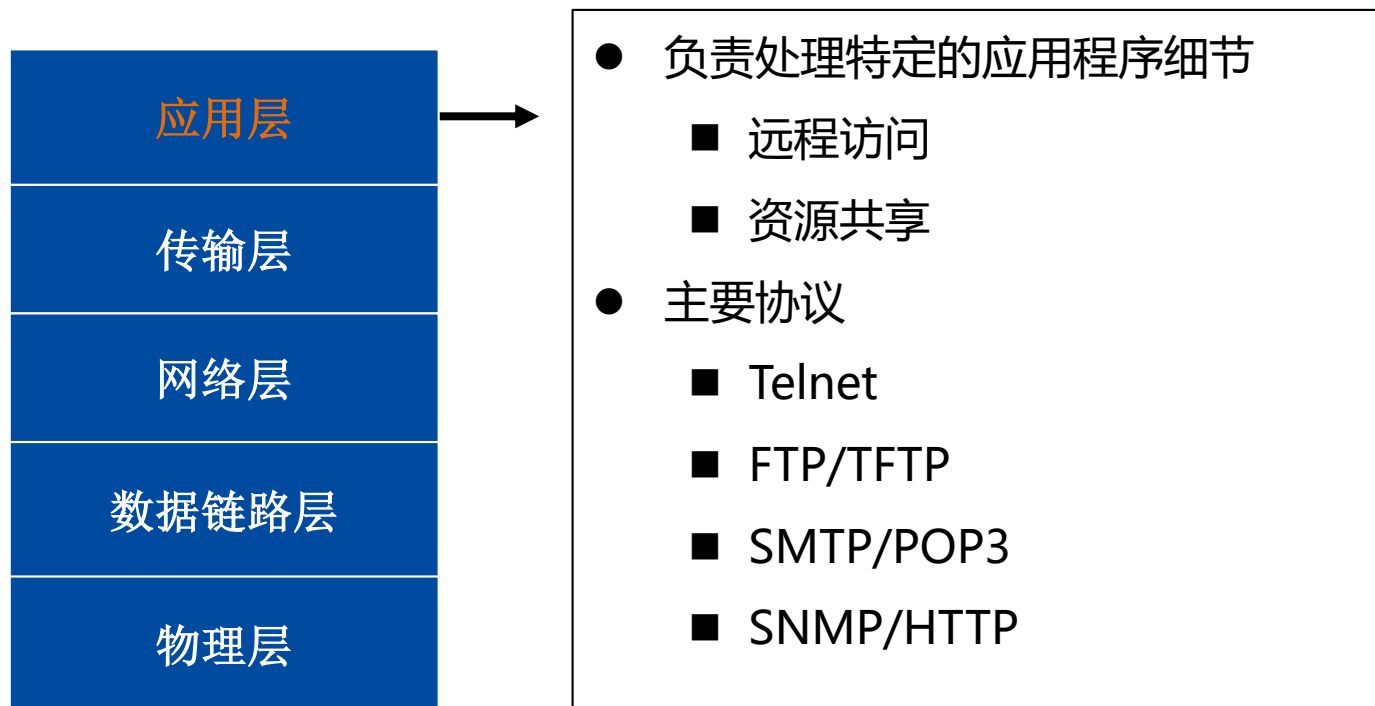 应用层
传输层
网络层
数据链路层
物理层
● 负责处理特定的应用程序细节
■ 远程访问
■ 资源共享
● 主要协议
■ Telnet
■ FTP/TFTP
■ SMTP/POP3
■ SNMP/HTTP